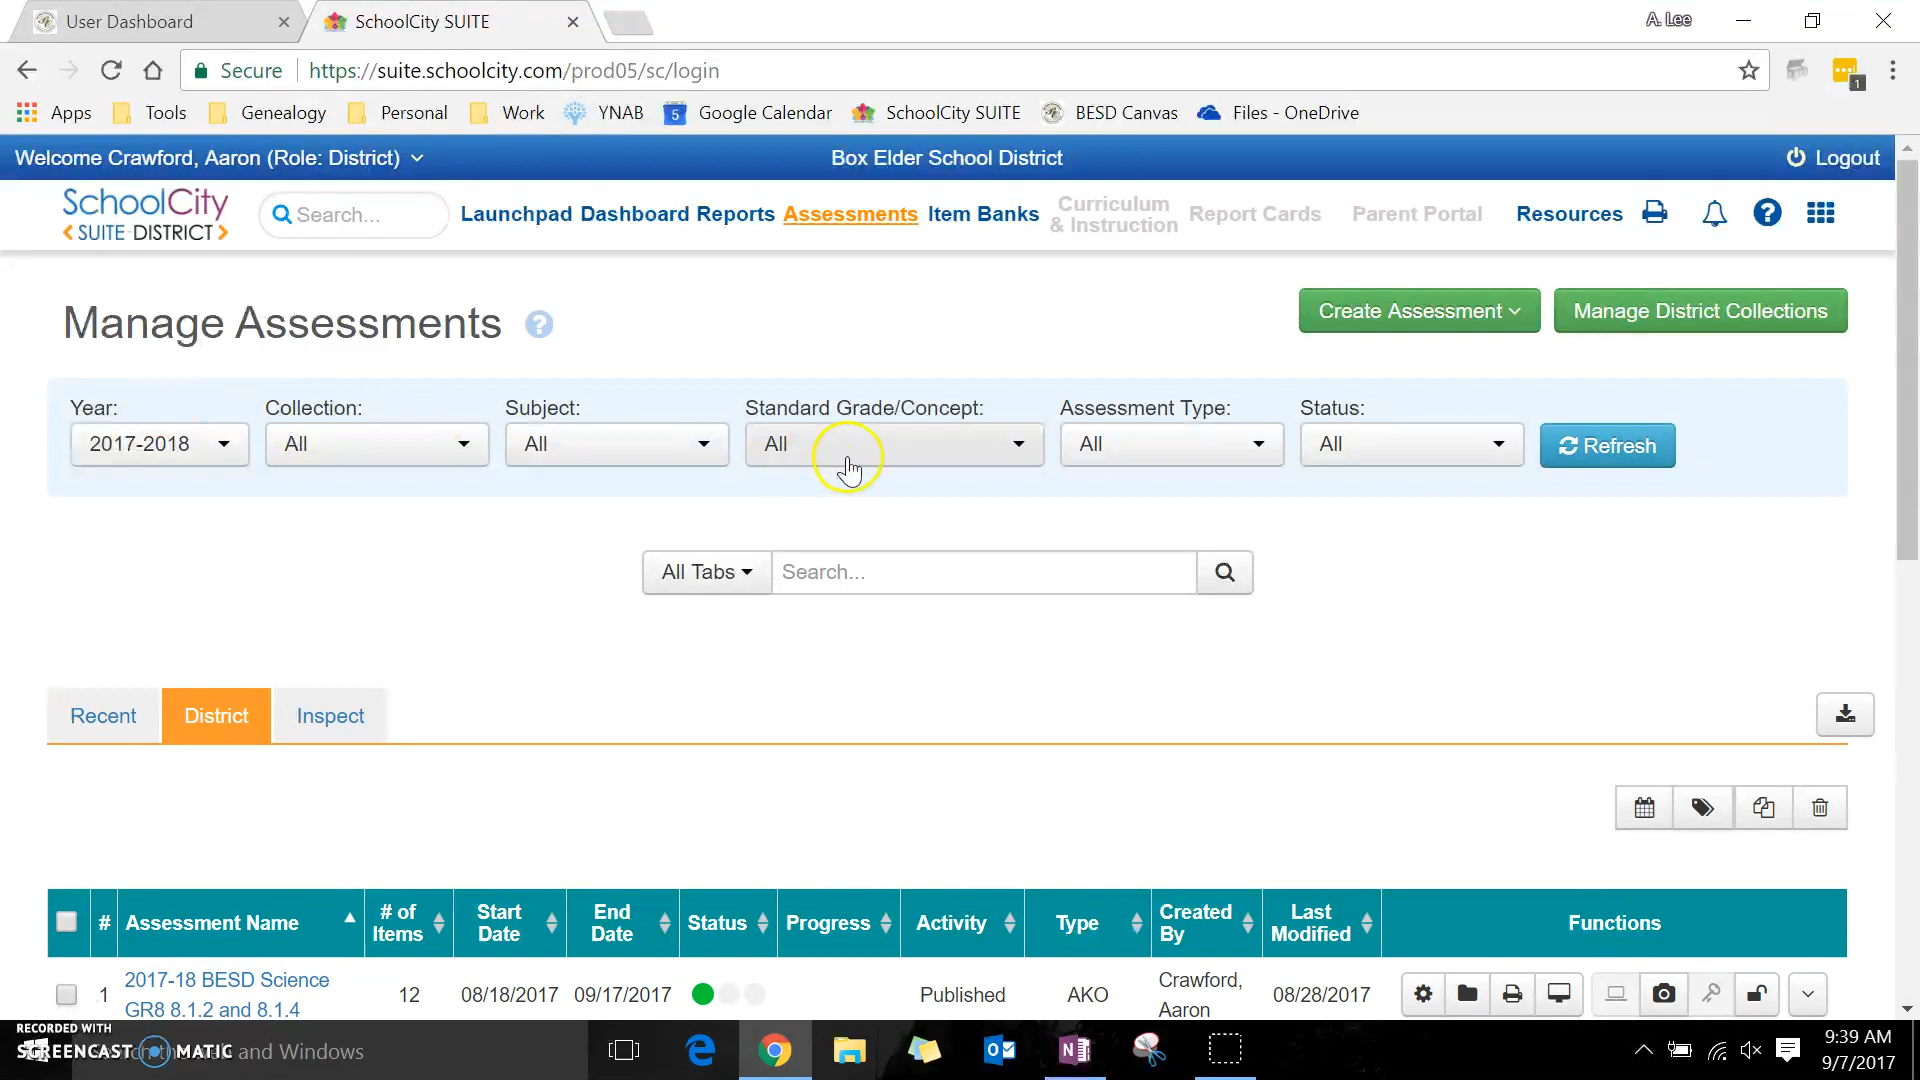 User Dashboard
SchoolCity SUITE
A. Lee
Secure
https://suite.schoolcity.com/prod05/sc/login
1
Apps
Tools
Genealogy
Personal
Work
YNAB
5
Google Calendar
SchoolCity SUITE
BESD Canvas
Files - OneDrive
Welcome Crawford, Aaron (Role: District)
Box Elder School District
Logout
SchoolCity
SUITE-DISTRICT
Search...
Launchpad
Dashboard
Reports
Assessments
Item Banks
Curriculum
& Instruction
Report Cards
Parent Portal
Resources
Manage Assessments
Create Assessment
Manage District Collections
Year:
Collection:
Subject:
Standard Grade/Concept:
Assessment Type:
Status:
2017-2018
All
All
All
All
All
Refresh
All Tabs
Search...
Recent
District
Inspect
#
Assessment Name
# of
Items
Start
Date
End
Date
Status
Progress
Activity
Type
Created
By
Last
Modified
Functions
1
2017-18 BESD Science
GR8 8.1.2 and 8.1.4
12
08/18/2017
09/17/2017
Published
AKO
Crawford,
Aaron
08/28/2017
RECORDED WITH
SCREENCAST MATIC
and Windows
9:39 AM
9/7/2017